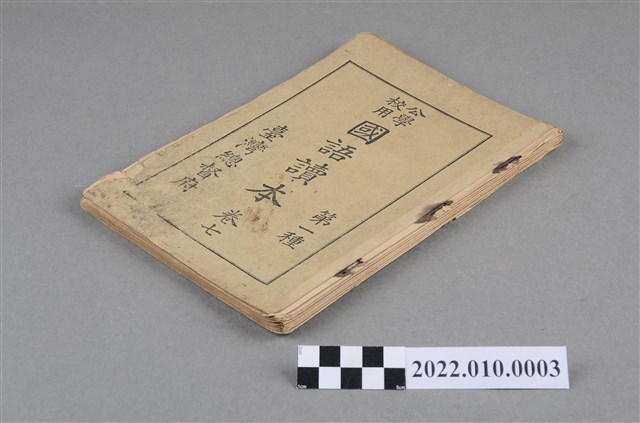 公學
校用
國語讀本
第一種
卷七
臺灣總督府
2022.010.0003